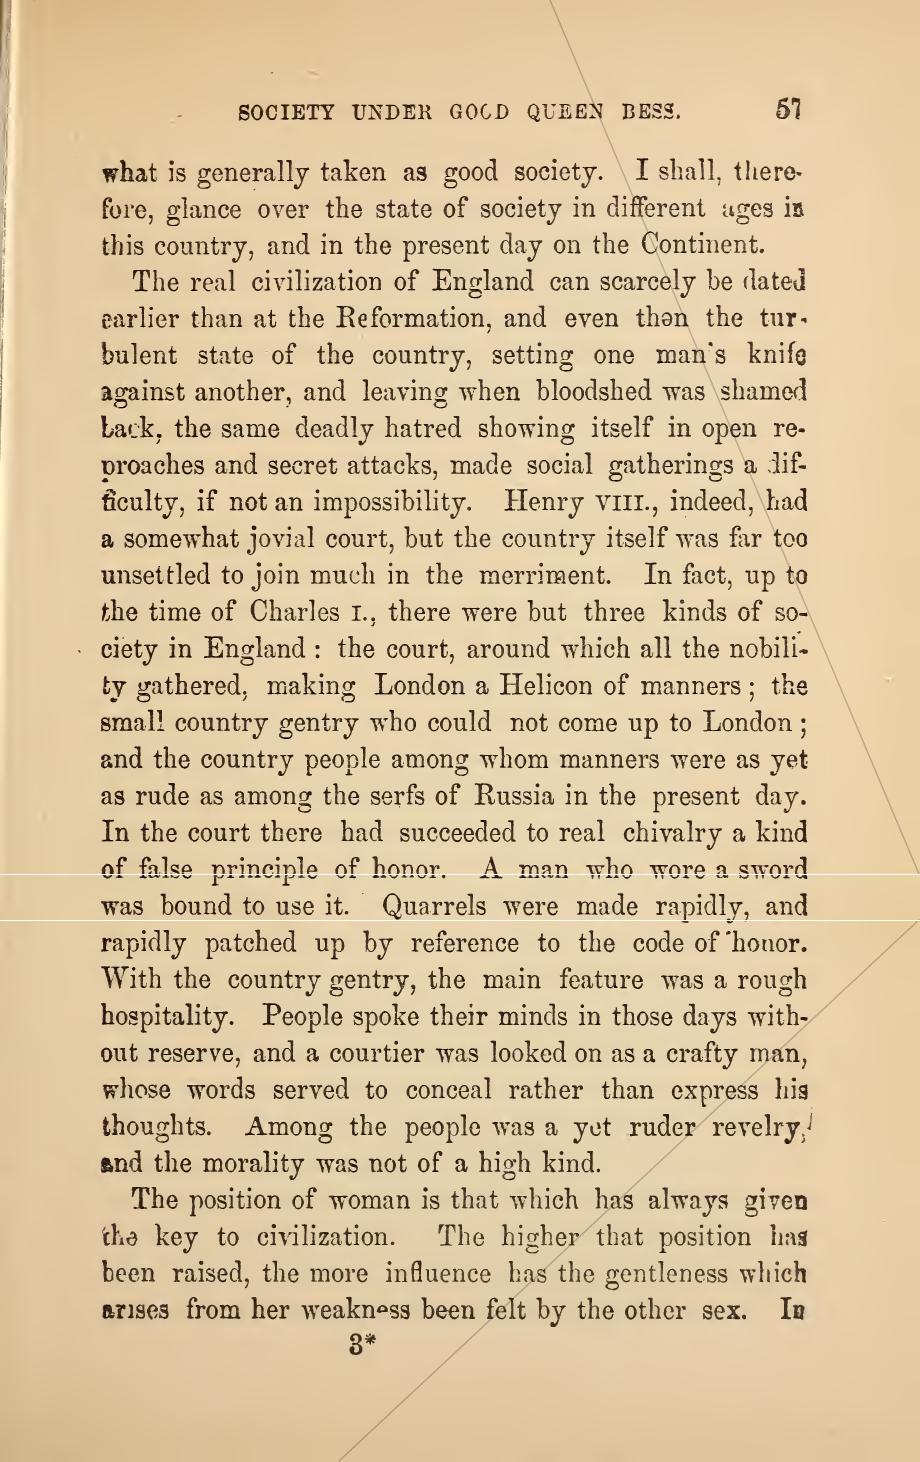 SOCIETY UNDER GOOD QUEEN BESS. 57
what is generally taken as good society. I shall, there-
fore, glance over the state of society in different ages in
this country, and in the present day on the Continent.
The real civilization of England can scarcely be dated
earlier than at the Reformation, and even then the tur-
bulent state of the country, setting one man's knife
against another, and leaving when bloodshed was shamed
back, the same deadly hatred showing itself in open re-
proaches and secret attacks, made social gatherings a dif-
ficulty, if not an impossibility. Henry VIII., indeed, had
a somewhat jovial court, but the country itself was far too
unsettled to join much in the merriment. In fact, up to
the time of Charles I., there were but three kinds of so-
ciety in England : the court, around which all the nobili-
ty gathered, making London a Helicon of manners ; the
small country gentry who could not come up to London ;
and the country people among whom manners were as yet
as rude as among the serfs of Russia in the present day.
In the court there had succeeded to real chivalry a kind
of false principle of honor. A man who wore a sword
was bound to use it. Quarrels were made rapidly, and
rapidly patched up by reference to the code of honor.
With the country gentry, the main feature was a rough
hospitality. People spoke their minds in those days with-
out reserve, and a courtier was looked on as a crafty man,
whose words served to conceal rather than express his
thoughts. Among the people was a yet ruder revelry,
and the morality was not of a high kind.
The position of woman is that which has always given
the key to civilization. The higher that position has
been raised, the more influence has the gentleness which
arises from her weakness been felt by the other sex. In
3*